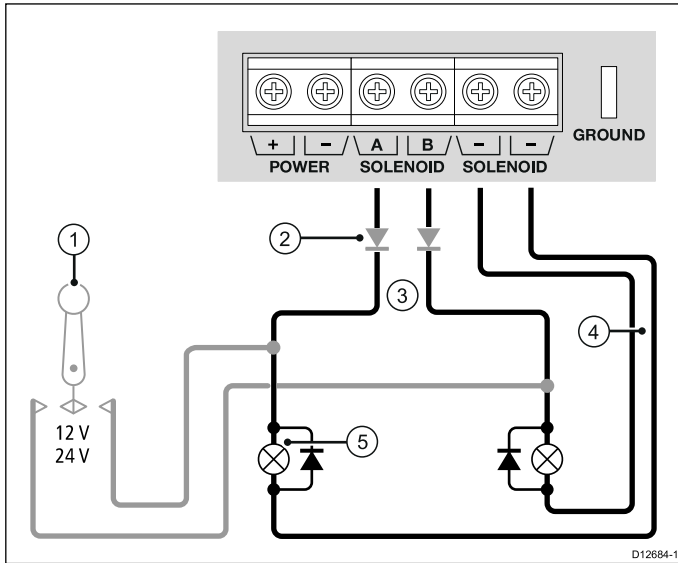 + − A B − −
POWER SOLENOID SOLENOID
GROUND
1
2
3
4
12 V
24 V
5
D12684-1